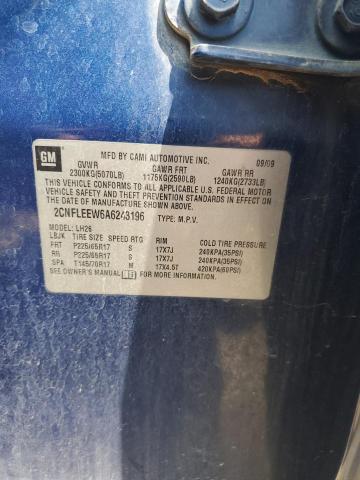 GM
MFD BY CAMI AUTOMOTIVE INC. 09/09
GVWR GAWR FRT GAWR RR
2300KG(5070LB) 1175KG(2590LB) 1240KG(2733LB)
THIS VEHICLE CONFORMS TO ALL APPLICABLE U.S. FEDERAL MOTOR
VEHICLE SAFETY AND THEFT PREVENTION STANDARDS IN EFFECT ON
THE DATE OF MANUFACTURE SHOWN ABOVE.
2CNFLEEW6A6243196 TYPE: M.P.V.
MODEL: LH26
LBJK TIRE SIZE SPEED RTG RIM COLD TIRE PRESSURE
FRT P225/65R17 S 17X7J 240KPA(35PSI)
RR P225/65R17 S 17X7J 240KPA(35PSI)
SPA T145/70R17 M 17X4.5T 420KPA(60PSI)
SEE OWNER'S MANUAL